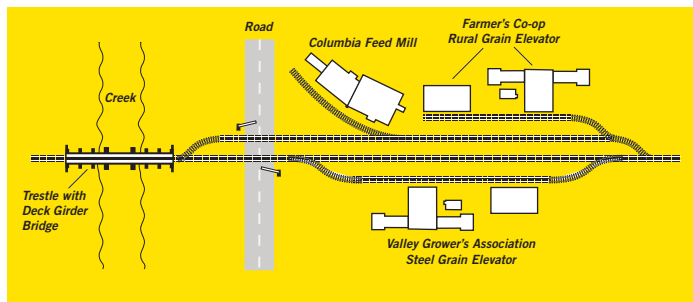 Road
Farmer's Co-op
Rural Grain Elevator
Columbia Feed Mill
Creek
Trestle with
Deck Girder
Bridge
Valley Grower's Association
Steel Grain Elevator